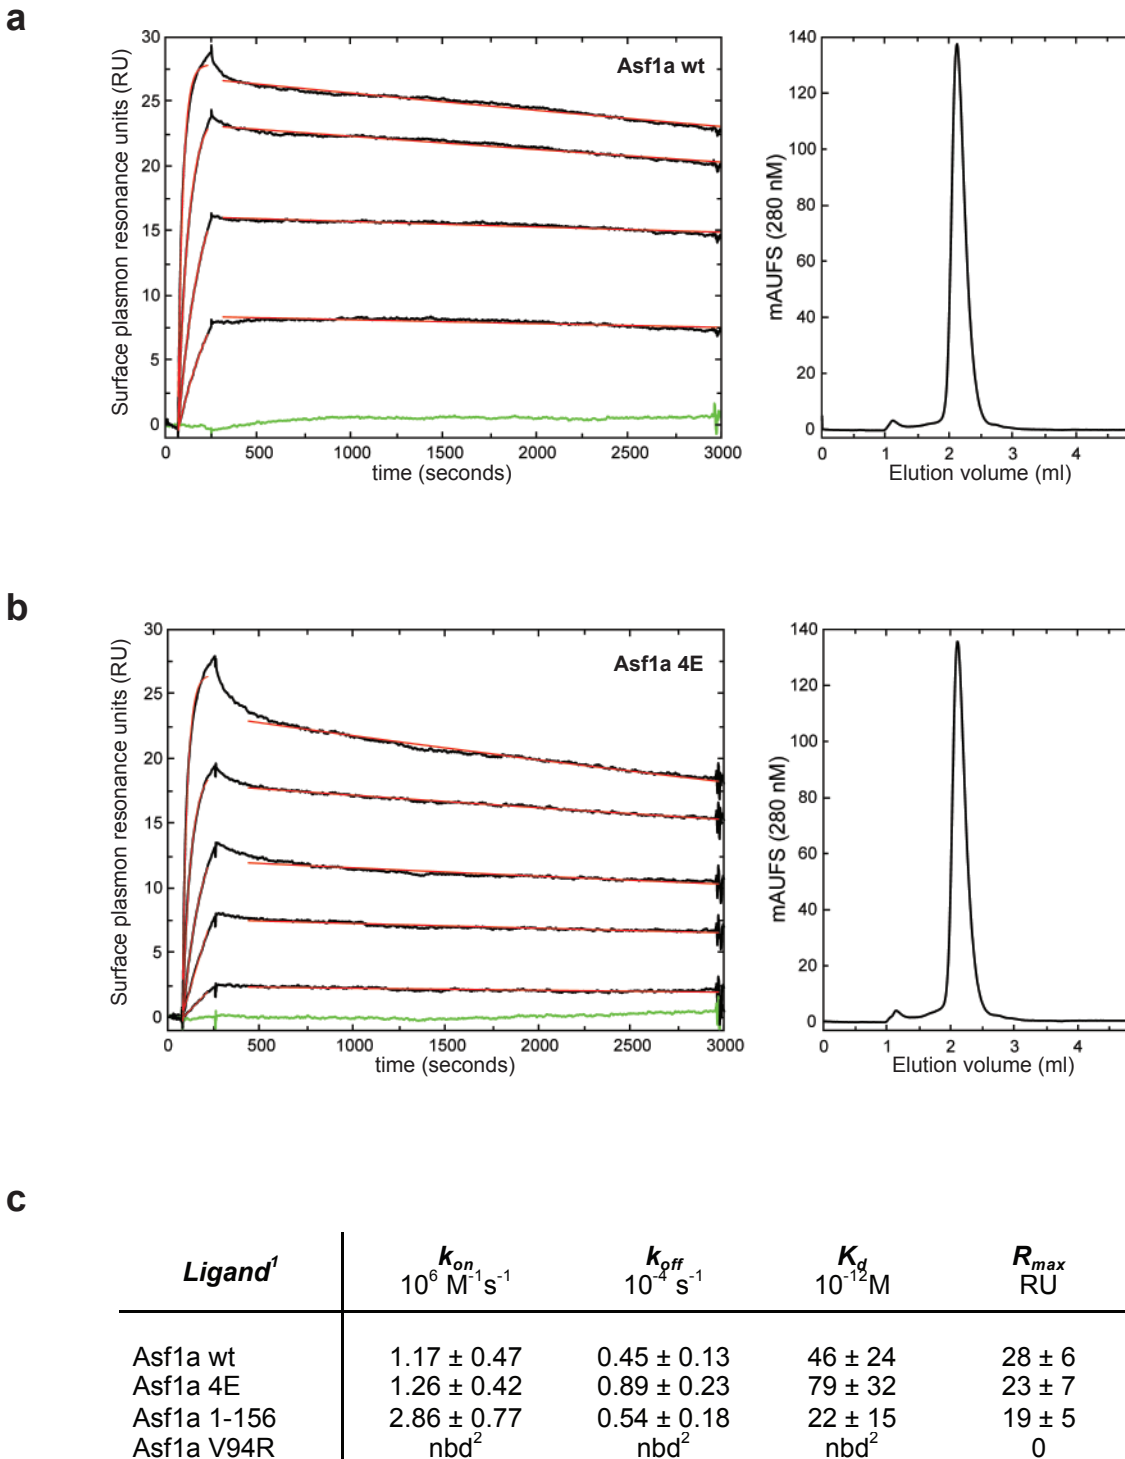 a
Surface plasmon resonance units (RU)
30
25
20
15
10
5
0
Asf1a wt
0 500 1000 1500 2000 2500 3000
time (seconds)
mAUFS (280 nM)
140
120
100
80
60
40
20
0
0 1 2 3 4
Elution volume (ml)
b
Surface plasmon resonance units (RU)
30
25
20
15
10
5
0
Asf1a 4E
0 500 1000 1500 2000 2500 3000
time (seconds)
mAUFS (280 nM)
140
120
100
80
60
40
20
0
0 1 2 3 4
Elution volume (ml)
c
Ligand¹ k_on k_off K_d R_max
10⁶ M⁻¹s⁻¹ 10⁻⁴ s⁻¹ 10⁻¹²M RU
Asf1a wt 1.17 ± 0.47 0.45 ± 0.13 46 ± 24 28 ± 6
Asf1a 4E 1.26 ± 0.42 0.89 ± 0.23 79 ± 32 23 ± 7
Asf1a 1-156 2.86 ± 0.77 0.54 ± 0.18 22 ± 15 19 ± 5
Asf1a V94R nbd² nbd² nbd² 0